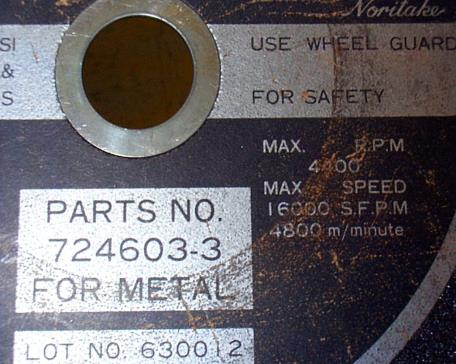 Noritake
SI USE WHEEL GUARD
&
S FOR SAFETY
MAX. R.P.M
MAX SPEED
16000 S.F.P.M
4800 m/minute
PARTS NO.
724603-3
FOR METAL
LOT NO. 630012